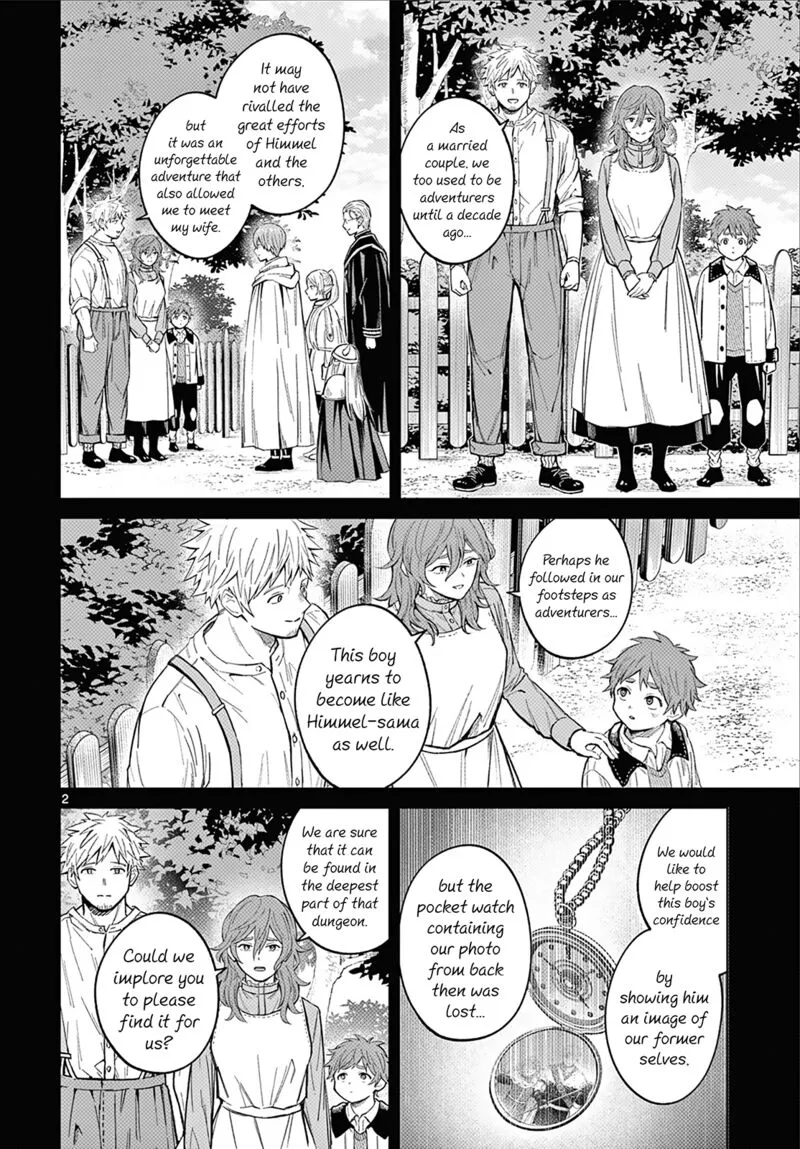 As
a married
couple, we
too used to be
adventurers
until a decade
ago...
It may
not have
rivalled the
great efforts
of Himmel
and the
others.
but
it was an
unforgettable
adventure that
also allowed
me to meet
my wife.
Perhaps he
followed in our
footsteps as
adventurers...
This boy
yearns to
become like
Himmel-sama
as well.
2
We would
like to
help boost
this boy's
confidence
by
showing him
an image of
our former
selves.
but the
pocket watch
containing
our photo
from back
then was
lost...
We are sure
that it can
be found in
the deepest
part of that
dungeon.
Could we
implore you
to please
find it for
us?